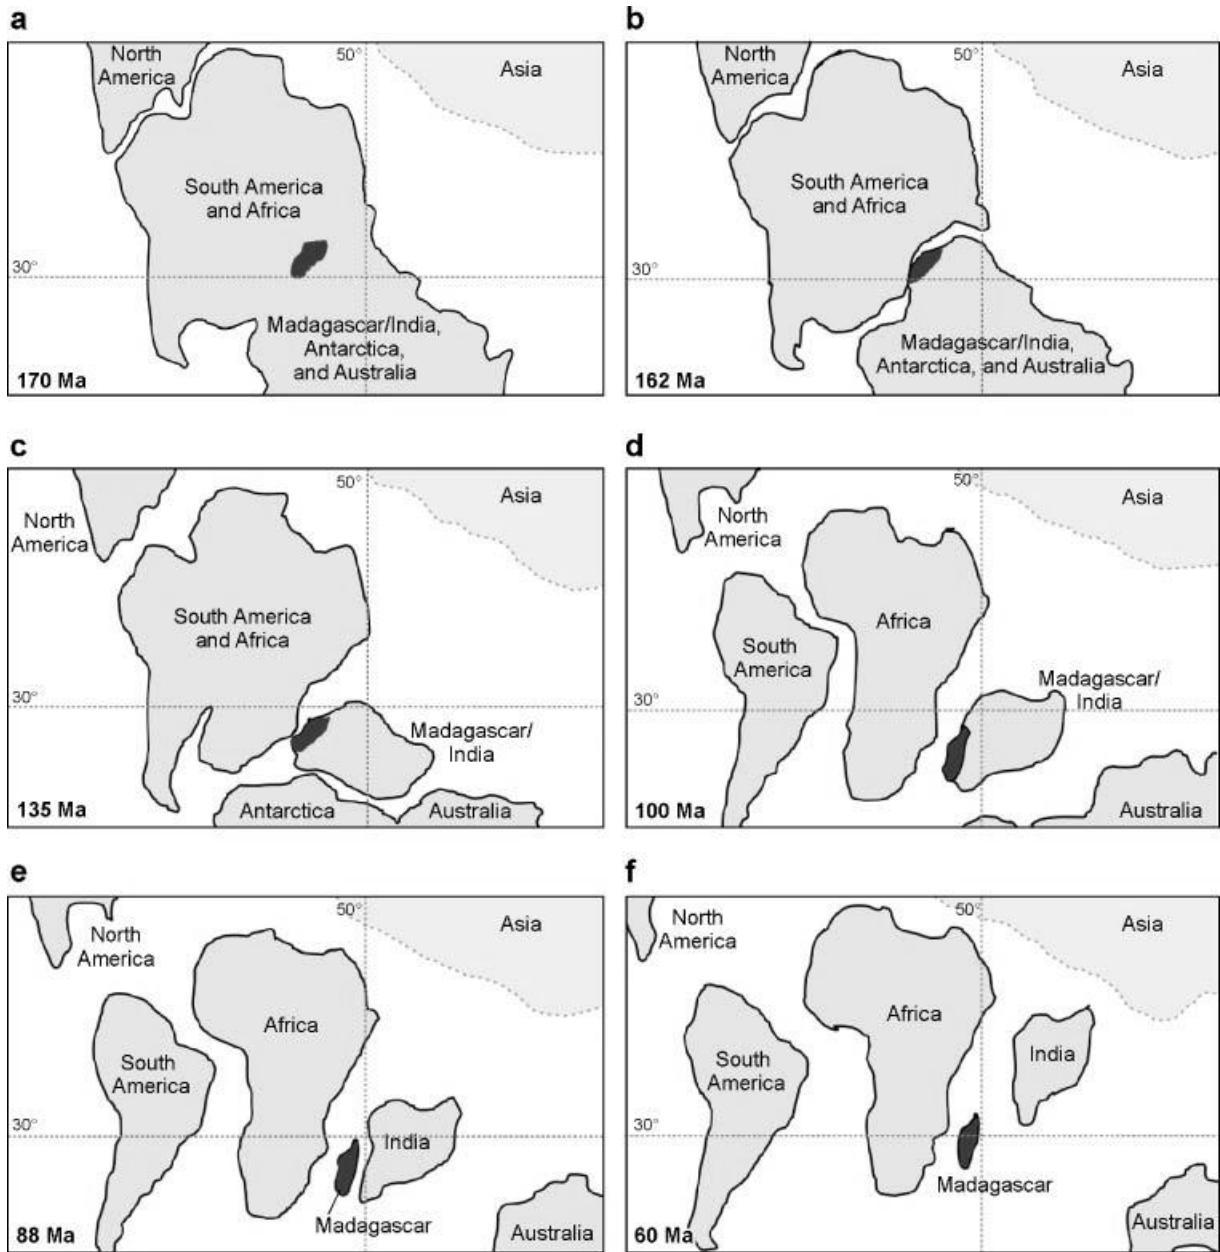 a
North
America
50°
Asia
South America
and Africa
30°
Madagascar/India,
Antarctica,
and Australia
170 Ma
b
North
America
50°
Asia
South America
and Africa
30°
Madagascar/India,
Antarctica, and Australia
162 Ma
c
50°
Asia
North
America
South America
and Africa
30°
Madagascar/
India
Antarctica
Australia
135 Ma
d
50°
Asia
North
America
Africa
South
America
Madagascar/
India
30°
Australia
100 Ma
e
50°
Asia
North
America
Africa
South
America
30°
India
Madagascar
Australia
88 Ma
f
50°
North
America
Asia
Africa
India
South
America
30°
Madagascar
Australia
60 Ma